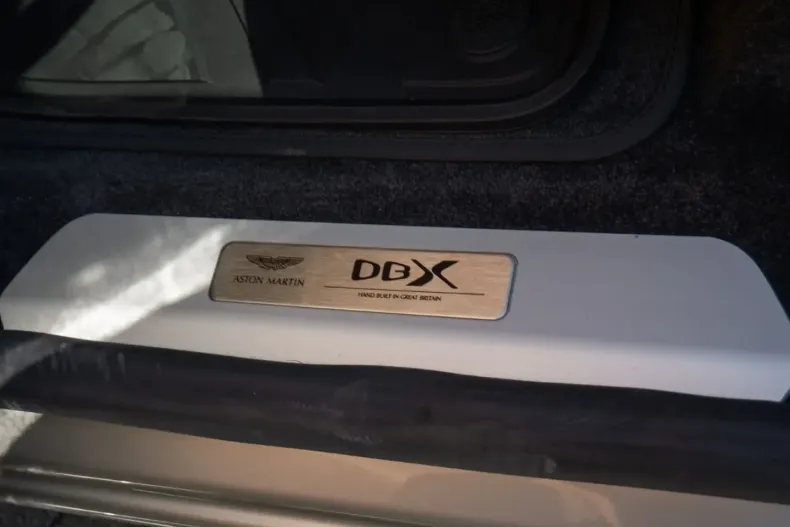 ASTON MARTIN
DBX
HAND BUILT IN GREAT BRITAIN